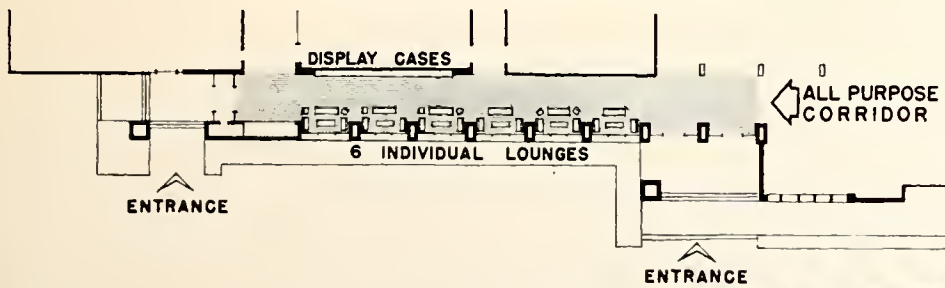 DISPLAY CASES
ALL PURPOSE
CORRIDOR
6 INDIVIDUAL LOUNGES
ENTRANCE
ENTRANCE